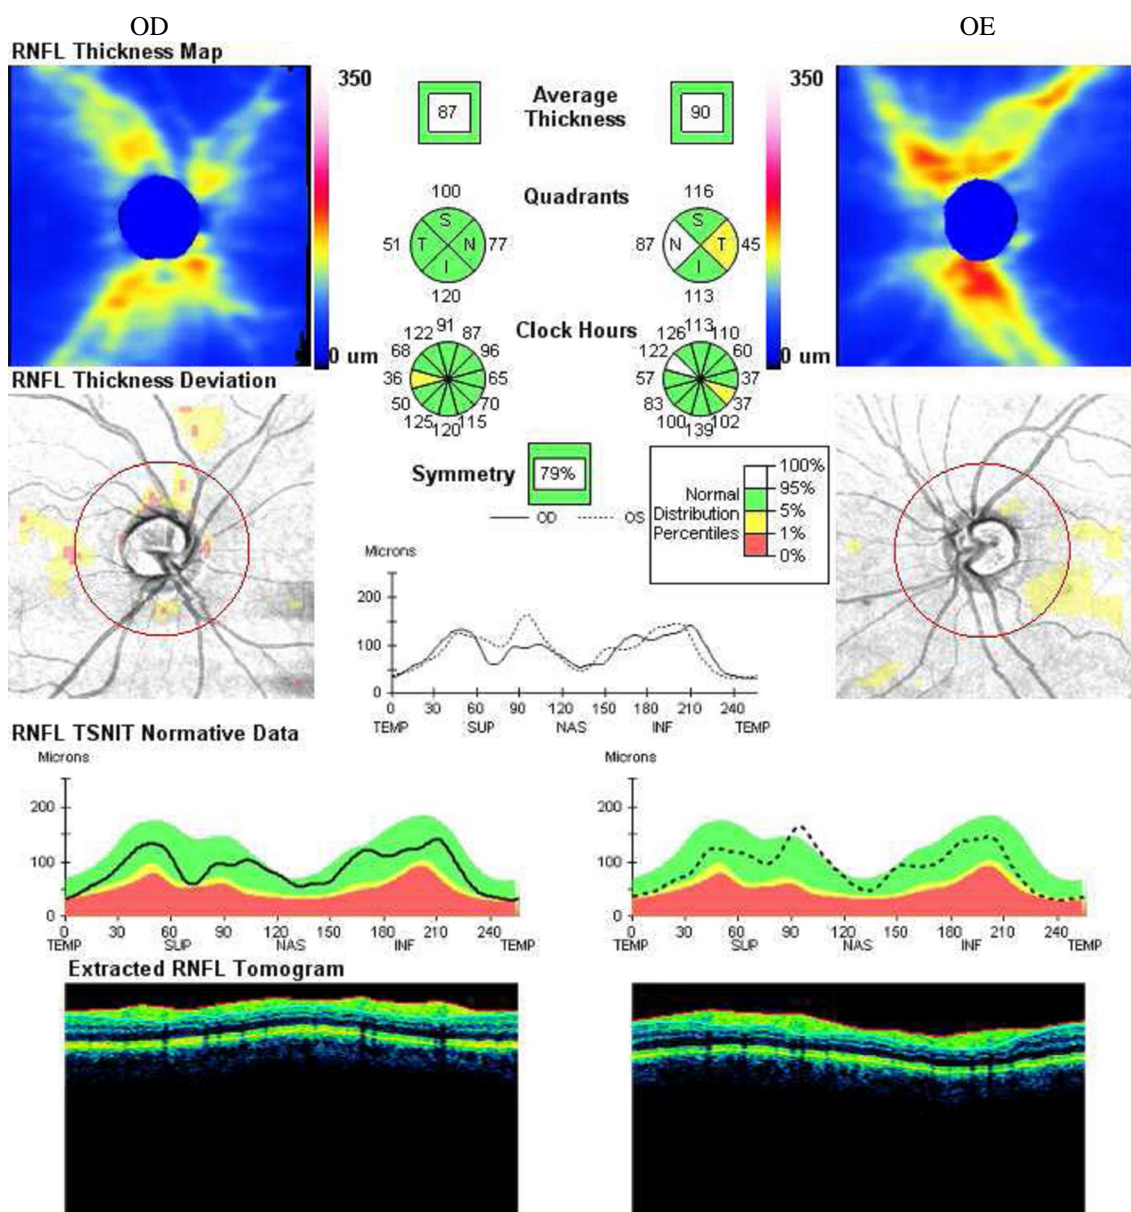 OD OE
RNFL Thickness Map
350 Average Thickness 350
87 90
100 Quadrants 116
S S
51 T N 77 87 N T 45
I I
120 113
Clock Hours
91 113
122 87 126 110
68 96 122 60
36 65 57 37
50 70 83 37
125 115 100 102
120 139
0 um 0 um
RNFL Thickness Deviation
Symmetry 79%
OD OS
Normal Distribution Percentiles
100%
95%
5%
1%
0%
Microns
200
100
0
0 30 60 90 120 150 180 210 240
TEMP SUP NAS INF TEMP
RNFL TSNIT Normative Data
Microns Microns
200 200
100 100
0 0
0 30 60 90 120 150 180 210 240 0 30 60 90 120 150 180 210 240
TEMP SUP NAS INF TEMP TEMP SUP NAS INF TEMP
Extracted RNFL Tomogram